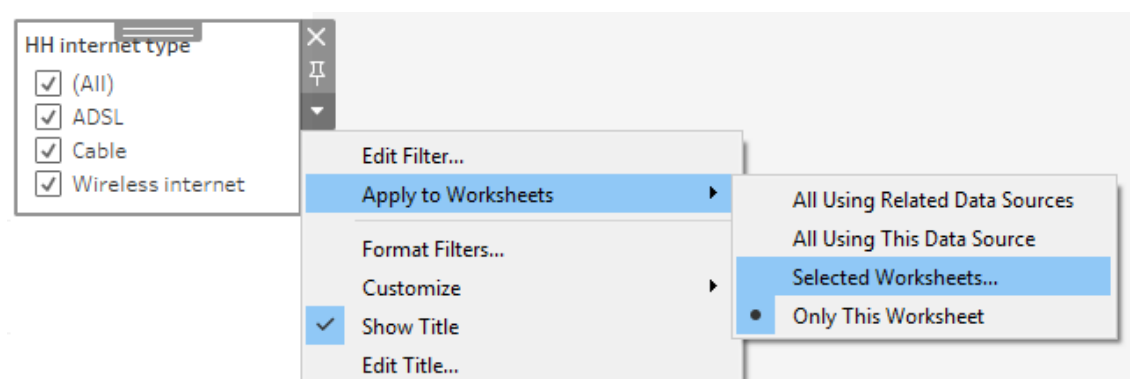 HH internet type
(All)
ADSL
Cable
Wireless internet
Edit Filter...
Apply to Worksheets
Format Filters...
Customize
Show Title
Edit Title...
All Using Related Data Sources
All Using This Data Source
Selected Worksheets...
Only This Worksheet